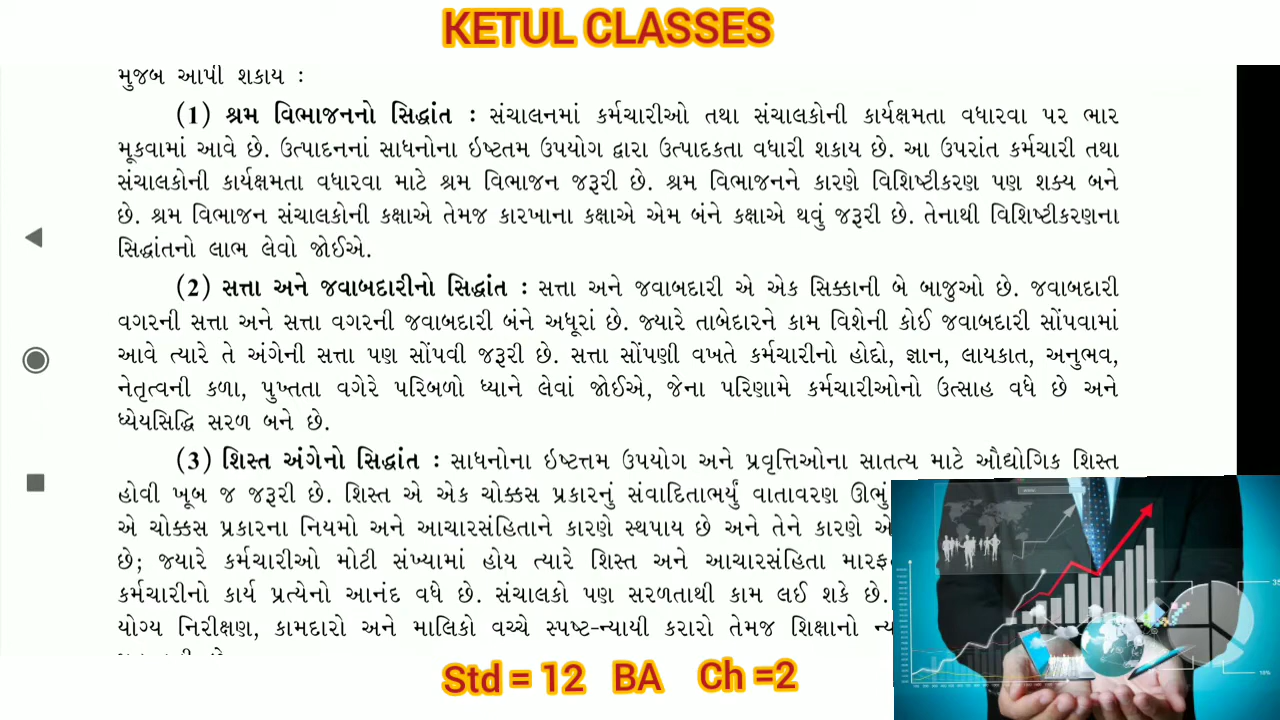 KETUL CLASSES
મુજબ આપી શકાય :
(1) શ્રમ વિભાજનનો સિદ્ધાંત : સંચાલનમાં કર્મચારીઓ તથા સંચાલકોની કાર્યક્ષમતા વધારવા પર ભાર
મૂકવામાં આવે છે. ઉત્પાદનનાં સાધનોના ઇષ્ટતમ ઉપયોગ દ્વારા ઉત્પાદકતા વધારી શકાય છે. આ ઉપરાંત કર્મચારી તથા
સંચાલકોની કાર્યક્ષમતા વધારવા માટે શ્રમ વિભાજન જરૂરી છે. શ્રમ વિભાજનને કારણે વિશિષ્ટીકરણ પણ શક્ય બને
છે. શ્રમ વિભાજન સંચાલકોની કક્ષાએ તેમજ કારખાના કક્ષાએ એમ બંને કક્ષાએ થવું જરૂરી છે. તેનાથી વિશિષ્ટીકરણના
સિદ્ધાંતનો લાભ લેવો જોઈએ.
(2) સત્તા અને જવાબદારીનો સિદ્ધાંત : સત્તા અને જવાબદારી એ એક સિક્કાની બે બાજુઓ છે. જવાબદારી
વગરની સત્તા અને સત્તા વગરની જવાબદારી બંને અધૂરાં છે. જ્યારે તાબેદારને કામ વિશેની કોઈ જવાબદારી સોંપવામાં
આવે ત્યારે તે અંગેની સત્તા પણ સોંપવી જરૂરી છે. સત્તા સોંપણી વખતે કર્મચારીનો હોદ્દો, જ્ઞાન, લાયકાત, અનુભવ,
નેતૃત્વની કળા, પુખ્તતા વગેરે પરિબળો ધ્યાને લેવાં જોઈએ, જેના પરિણામે કર્મચારીઓનો ઉત્સાહ વધે છે અને
ધ્યેયસિદ્ધિ સરળ બને છે.
(3) શિસ્ત અંગેનો સિદ્ધાંત : સાધનોના ઇષ્ટત્તમ ઉપયોગ અને પ્રવૃત્તિઓના સાતત્ય માટે ઔદ્યોગિક શિસ્ત
હોવી ખૂબ જ જરૂરી છે. શિસ્ત એ એક ચોક્કસ પ્રકારનું સંવાદિતાભર્યું વાતાવરણ ઊભું
એ ચોક્કસ પ્રકારના નિયમો અને આચારસંહિતાને કારણે સ્થપાય છે અને તેને કારણે
છે; જ્યારે કર્મચારીઓ મોટી સંખ્યામાં હોય ત્યારે શિસ્ત અને આચારસંહિતા
કર્મચારીનો કાર્ય પ્રત્યેનો આનંદ વધે છે. સંચાલકો પણ સરળતાથી કામ લઈ શકે છે.
યોગ્ય નિરીક્ષણ, કામદારો અને માલિકો વચ્ચે સ્પષ્ટ-ન્યાયી કરારો તેમજ શિક્ષાનો
Std = 12 BA Ch =2